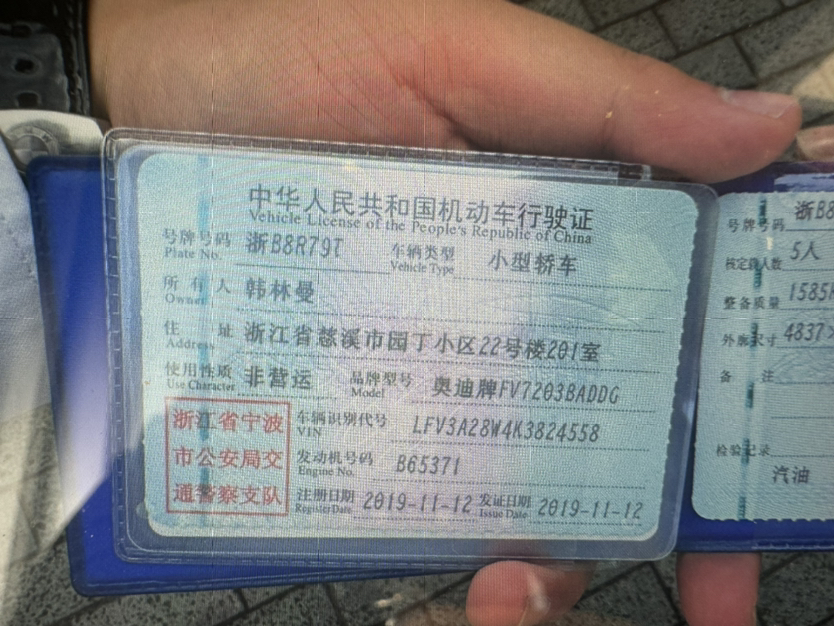 中华人民共和国机动车行驶证
Vehicle License of the People's Republic of China
号牌号码 浙B8R79T 车辆类型 小型轿车
Plate No. Vehicle Type
所有人 韩林曼
Owner
住址 浙江省慈溪市园丁小区22号楼201室
Address
使用性质 非营运 品牌型号 奥迪牌FV7203BADDG
Use Character Model
浙江省宁波
市公安局交
通警察支队
车辆识别代号 LFV3A28W4K3824558
VIN
发动机号码 B65371
Engine No.
注册日期 2019-11-12 发证日期 2019-11-12
Register Date Issue Date
号牌号码 浙B8
核定载人数 5人
整备质量 1585
外廓尺寸 4837
备注
检验记录
汽油